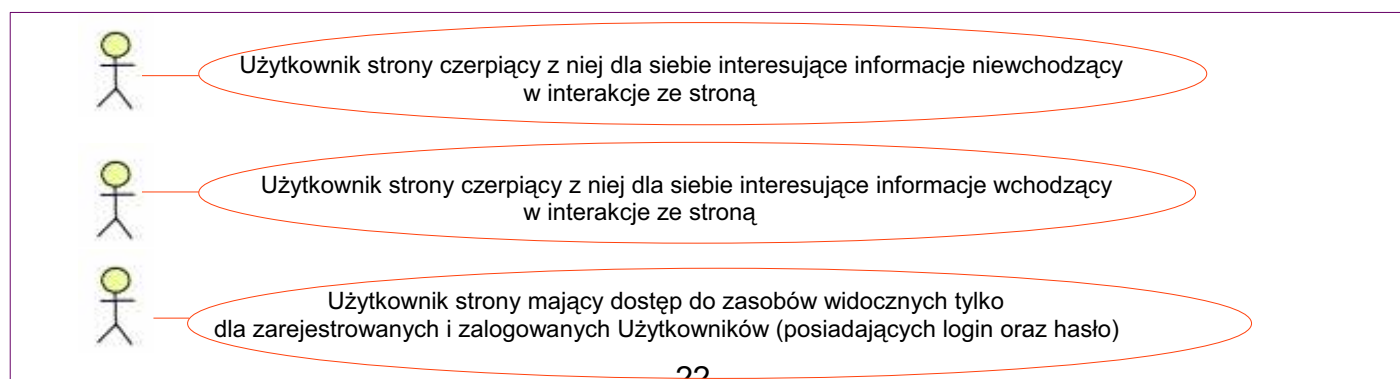 Użytkownik strony czerpiący z niej dla siebie interesujące informacje niewchodzący
w interakcje ze stroną
Użytkownik strony czerpiący z niej dla siebie interesujące informacje wchodzący
w interakcje ze stroną
Użytkownik strony mający dostęp do zasobów widocznych tylko
dla zarejestrowanych i zalogowanych Użytkowników (posiadających login oraz hasło)
22